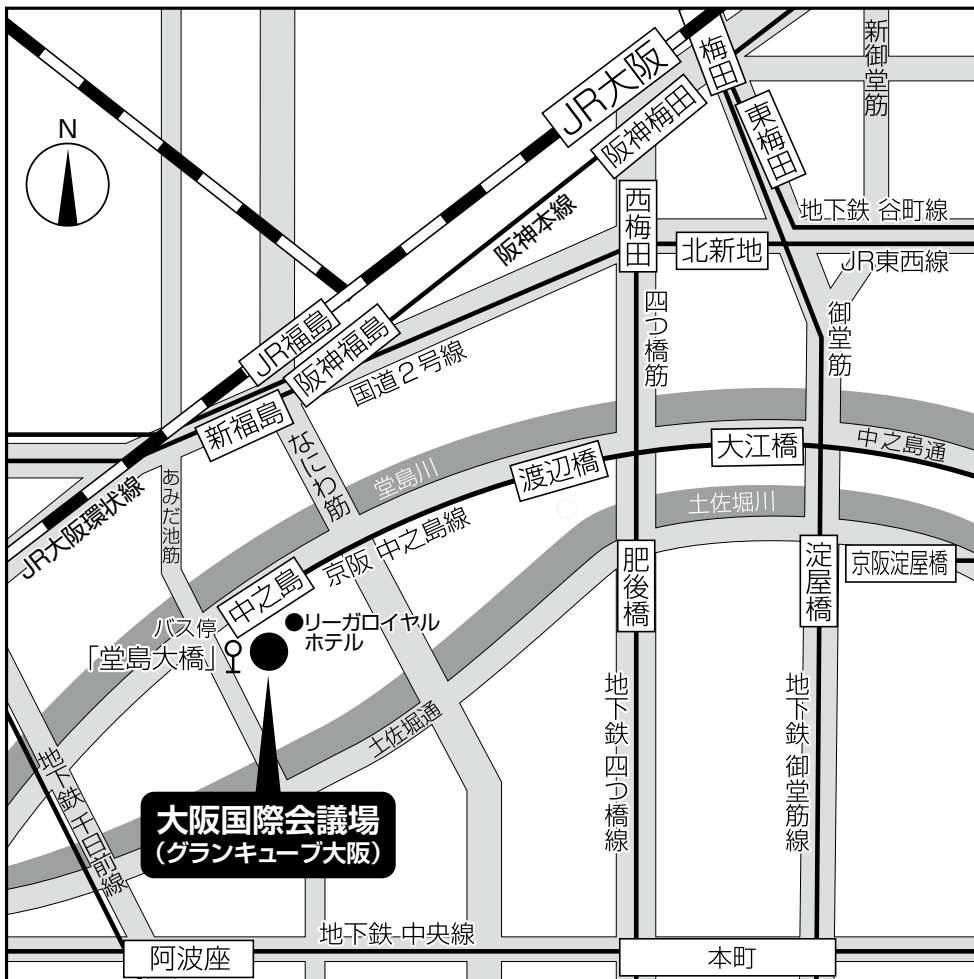 N
JR大阪
梅田
新御堂筋
阪神梅田
東梅田
地下鉄 谷町線
阪神本線
西梅田
北新地
JR東西線
JR福島
阪神福島
四つ橋筋
御堂筋
国道2号線
新福島
なにわ筋
あみだ池筋
堂島川
渡辺橋
大江橋
中之島通
土佐堀川
JR大阪環状線
京阪 中之島線
中之島
肥後橋
淀屋橋
京阪淀屋橋
リーガロイヤル
ホテル
バス停
「堂島大橋」
土佐堀通
地下鉄 四つ橋線
地下鉄 御堂筋線
地下鉄 千日前線
大阪国際会議場
(グランキューブ大阪)
地下鉄 中央線
阿波座
本町